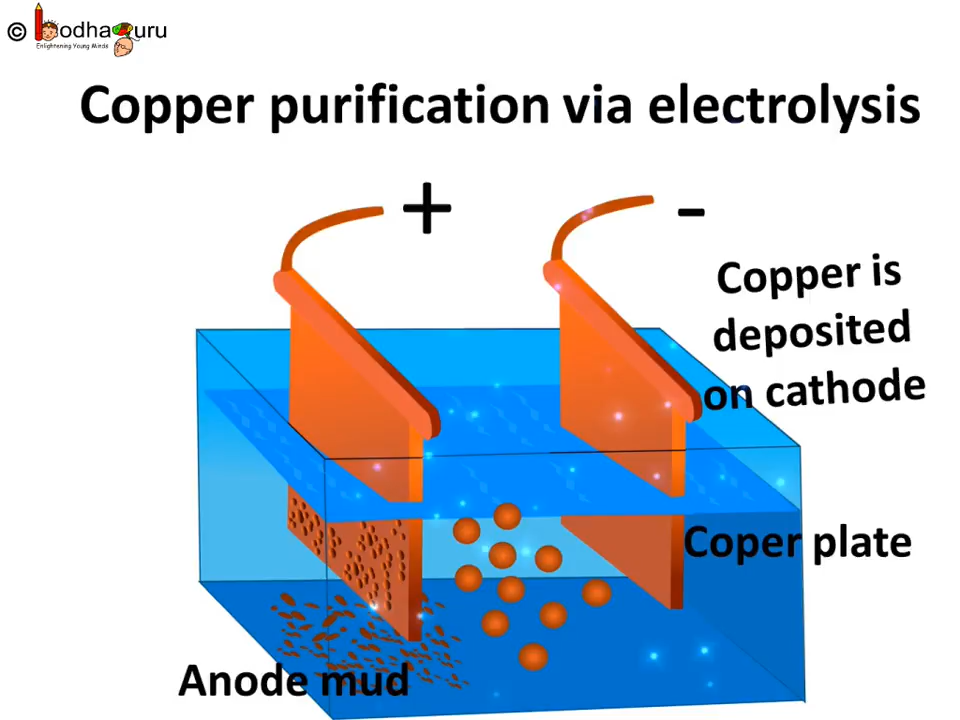 © BodhaGuru
Enlightening Young Minds
Copper purification via electrolysis
+ -
Copper is
deposited
on cathode
Coper plate
Anode mud